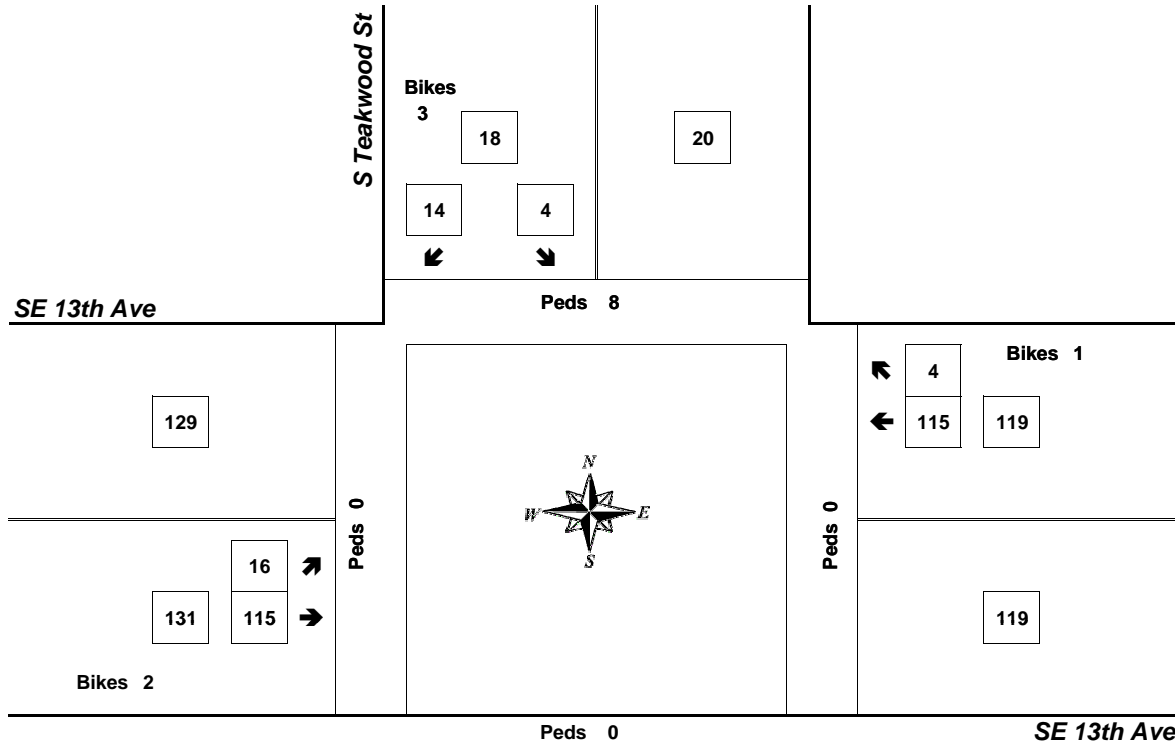 S Teakwood St
Bikes
3
18
20
14 4
Peds 8
SE 13th Ave
4 Bikes 1
129
115 119
N
W E
S
Peds 0
Peds 0
16
131 115
119
Bikes 2
Peds 0
SE 13th Ave